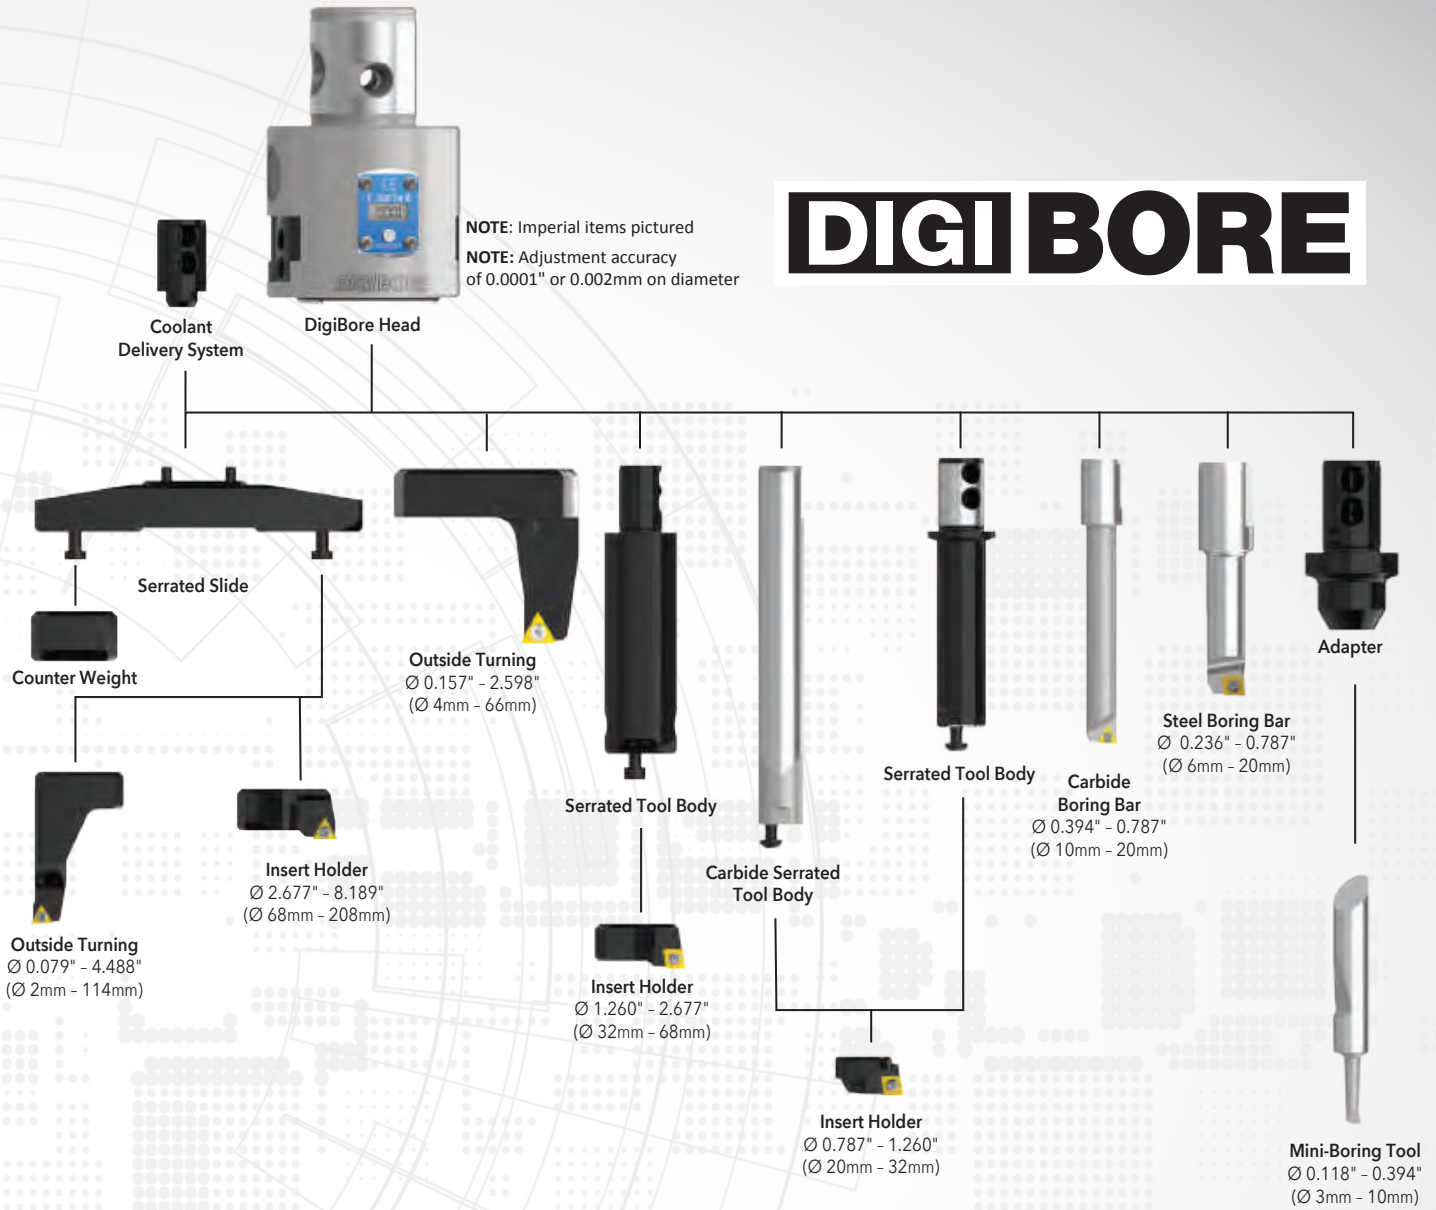 DIGIBORE
NOTE: Imperial items pictured
NOTE: Adjustment accuracy
of 0.0001" or 0.002mm on diameter
Coolant
Delivery System
DigiBore Head
DIGIBORE
Serrated Slide
Counter Weight
Outside Turning
Ø 0.157" - 2.598"
(Ø 4mm - 66mm)
Serrated Tool Body
Carbide Serrated
Tool Body
Serrated Tool Body
Carbide
Boring Bar
Ø 0.394" - 0.787"
(Ø 10mm - 20mm)
Steel Boring Bar
Ø 0.236" - 0.787"
(Ø 6mm - 20mm)
Adapter
Outside Turning
Ø 0.079" - 4.488"
(Ø 2mm - 114mm)
Insert Holder
Ø 2.677" - 8.189"
(Ø 68mm - 208mm)
Insert Holder
Ø 1.260" - 2.677"
(Ø 32mm - 68mm)
Insert Holder
Ø 0.787" - 1.260"
(Ø 20mm - 32mm)
Mini-Boring Tool
Ø 0.118" - 0.394"
(Ø 3mm - 10mm)